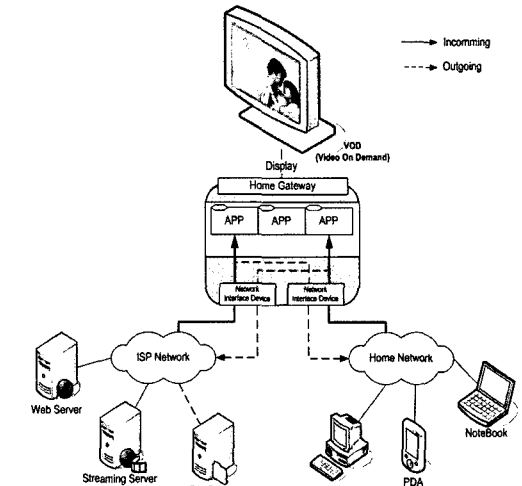 Incomming
Outgoing
VOD
(Video On Demand)
Display
Home Gateway
APP
APP
APP
Network
Interface Device
Network
Interface Device
ISP Network
Home Network
Web Server
NoteBook
Streaming Server
PDA